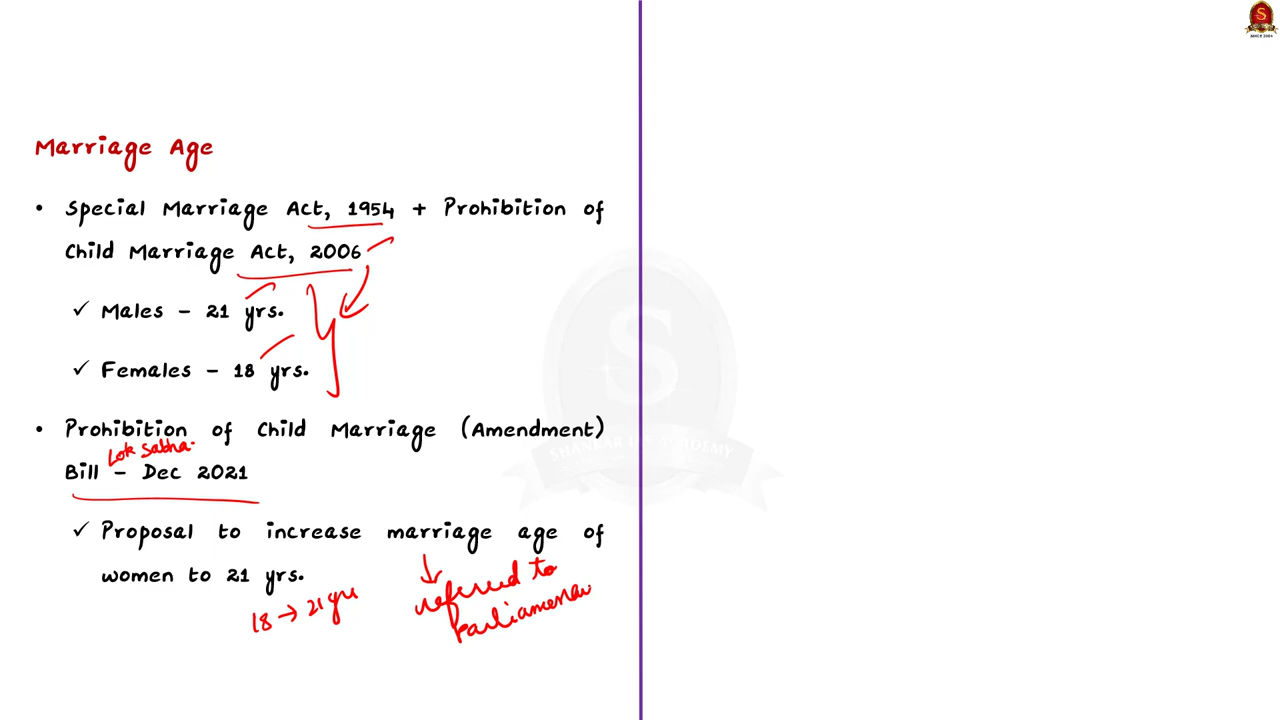 Marriage Age
• Special Marriage Act, 1954 + Prohibition of
Child Marriage Act, 2006
✓ Males - 21 yrs.
✓ Females - 18 yrs.
• Prohibition of Child Marriage (Amendment)
Lok Sabha.
Bill - Dec 2021
✓ Proposal to increase marriage age of
women to 21 yrs.
18 → 21 yrs
referred to
S
SINCE 2004
S